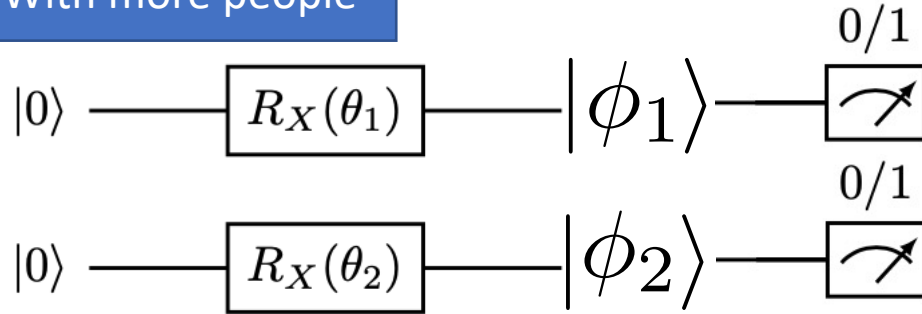 With more people
0/1
|0⟩ R_X(θ_1) |ϕ_1⟩
0/1
|0⟩ R_X(θ_2) |ϕ_2⟩